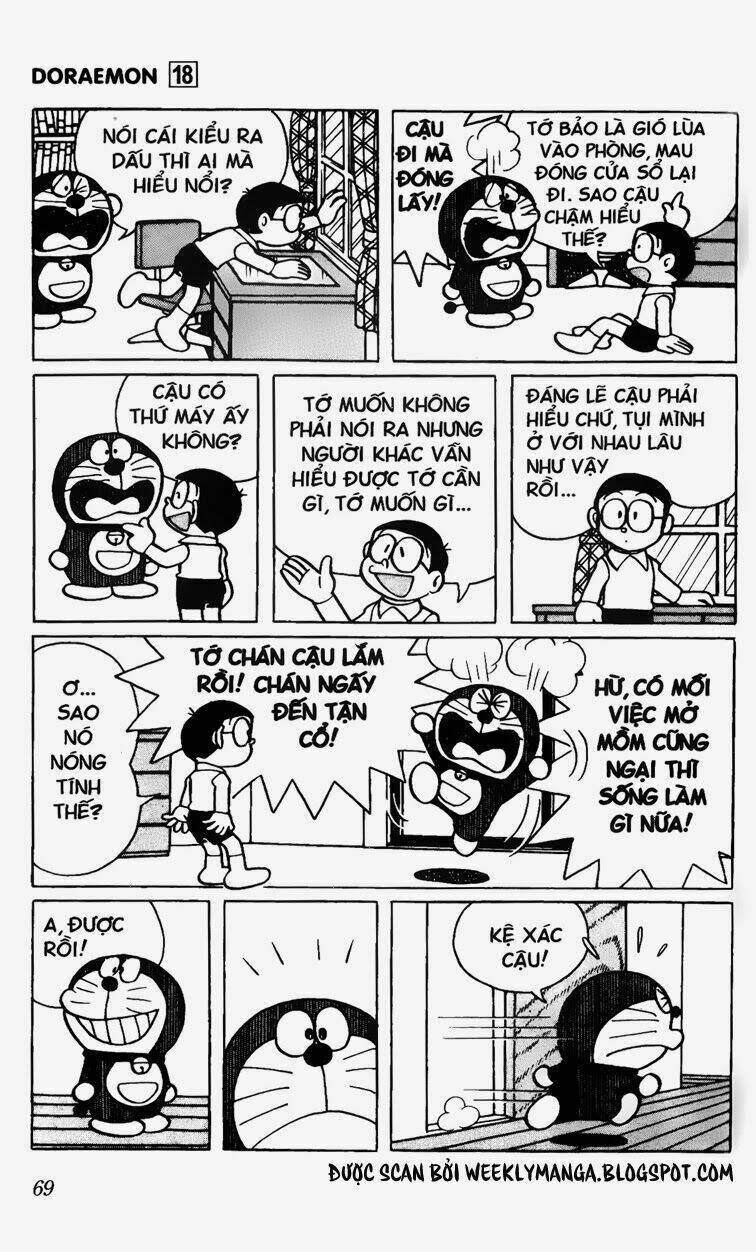 DORAEMON 18
TỚ BẢO LÀ GIÓ LÙA
VÀO PHÒNG, MAU
ĐÓNG CỬA SỔ LẠI
ĐI. SAO CẬU
CHẬM HIỂU
THẾ?
CẬU
ĐI MÀ
ĐÓNG
LẤY!
NÓI CÁI KIỂU RA
DẤU THÌ AI MÀ
HIỂU NỔI?
ĐÁNG LẼ CẬU PHẢI
HIỂU CHỨ, TỤI MÌNH
Ở VỚI NHAU LÂU
NHƯ VẬY
RỒI...
TỚ MUỐN KHÔNG
PHẢI NÓI RA NHƯNG
NGƯỜI KHÁC VẪN
HIỂU ĐƯỢC TỚ CẦN
GÌ, TỚ MUỐN GÌ...
CẬU CÓ
THỨ MÁY ẤY
KHÔNG?
HỪ, CÓ MỖI
VIỆC MỞ
MỒM CŨNG
NGẠI THÌ
SỐNG LÀM
GÌ NỮA!
TỚ CHÁN CẬU LẮM
RỒI! CHÁN NGẤY
ĐẾN TẬN
CỔ!
Ơ...
SAO
NÓ
NÓNG
TÍNH
THẾ?
KỆ XÁC
CẬU!
A, ĐƯỢC
RỒI!
69
ĐƯỢC SCAN BỞI WEEKLYMANGA.BLOGSPOT.COM